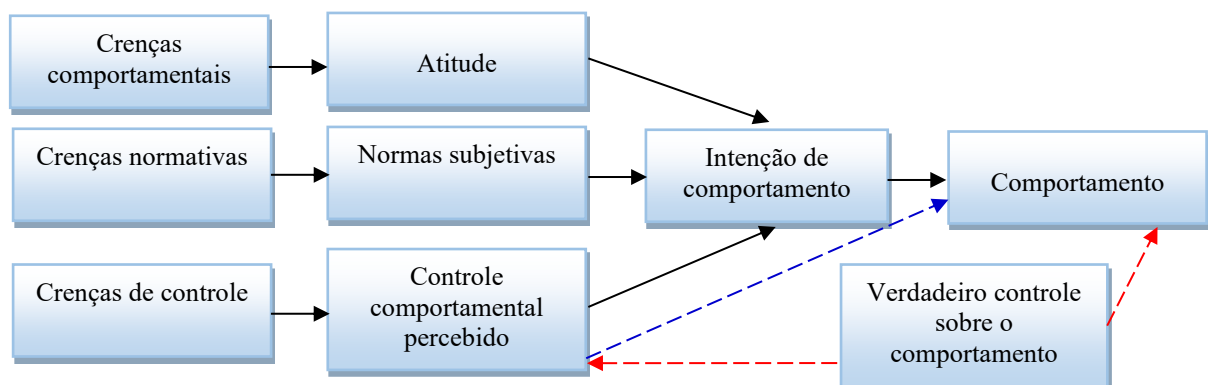 Crenças
comportamentais
Atitude
Crenças normativas
Normas subjetivas
Intenção de
comportamento
Comportamento
Crenças de controle
Controle
comportamental
percebido
Verdadeiro controle
sobre o
comportamento